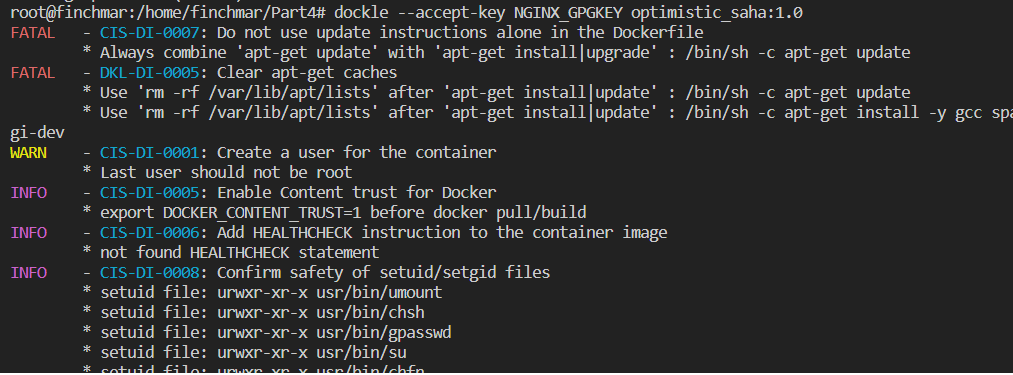 root@finchmar:/home/finchmar/Part4# dockle --accept-key NGINX_GPGKEY optimistic_saha:1.0
FATAL   - CIS-DI-0007: Do not use update instructions alone in the Dockerfile
        * Always combine 'apt-get update' with 'apt-get install|upgrade' : /bin/sh -c apt-get update
FATAL   - DKL-DI-0005: Clear apt-get caches
        * Use 'rm -rf /var/lib/apt/lists' after 'apt-get install|update' : /bin/sh -c apt-get update
        * Use 'rm -rf /var/lib/apt/lists' after 'apt-get install|update' : /bin/sh -c apt-get install -y gcc spa
gi-dev
WARN    - CIS-DI-0001: Create a user for the container
        * Last user should not be root
INFO    - CIS-DI-0005: Enable Content trust for Docker
        * export DOCKER_CONTENT_TRUST=1 before docker pull/build
INFO    - CIS-DI-0006: Add HEALTHCHECK instruction to the container image
        * not found HEALTHCHECK statement
INFO    - CIS-DI-0008: Confirm safety of setuid/setgid files
        * setuid file: urwxr-xr-x usr/bin/umount
        * setuid file: urwxr-xr-x usr/bin/chsh
        * setuid file: urwxr-xr-x usr/bin/gpasswd
        * setuid file: urwxr-xr-x usr/bin/su
        * setuid file: urwxr-xr-x usr/bin/chfn